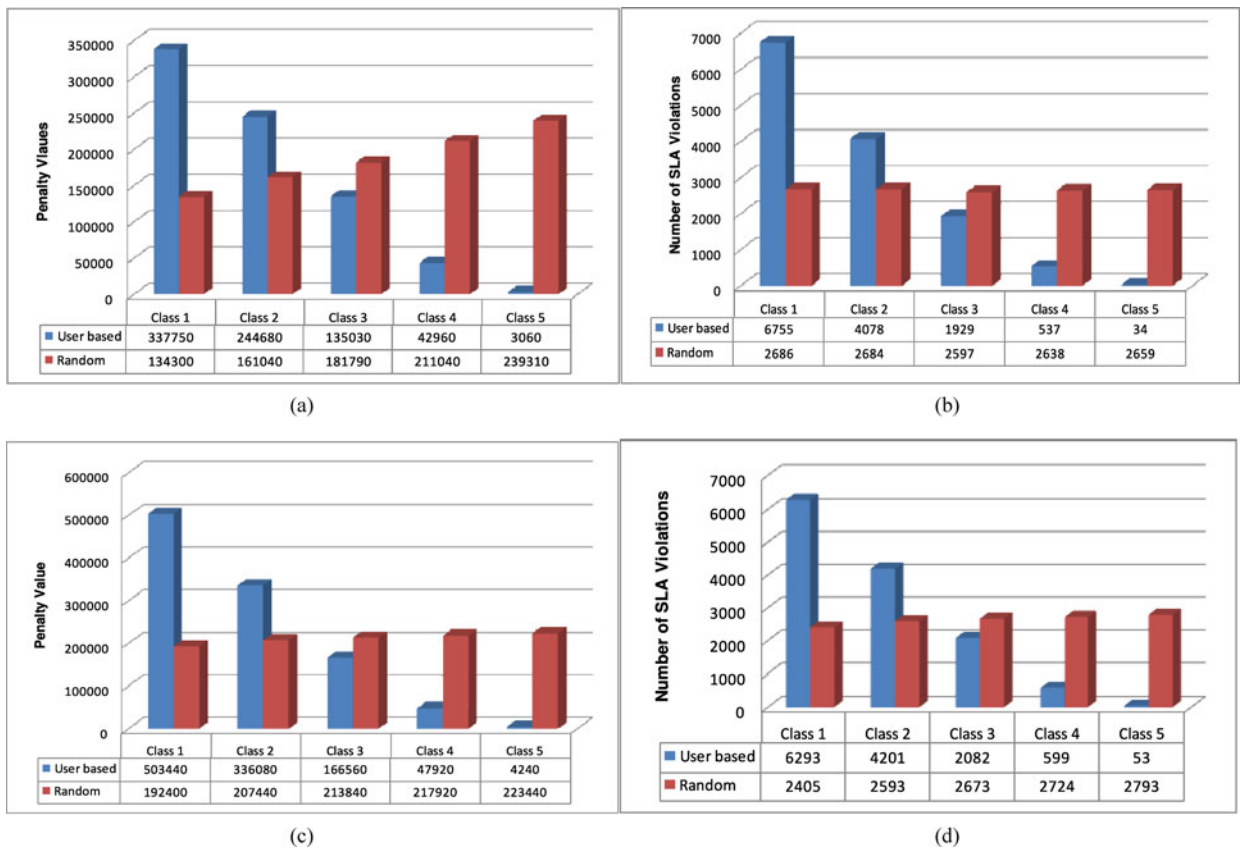 350000
300000
250000
200000
150000
100000
50000
0
Penalty Vlaues
Class 1 Class 2 Class 3 Class 4 Class 5
User based 337750 244680 135030 42960 3060
Random 134300 161040 181790 211040 239310
(a)
7000
6000
5000
4000
3000
2000
1000
0
Number of SLA Violations
Class 1 Class 2 Class 3 Class 4 Class 5
User based 6755 4078 1929 537 34
Random 2686 2684 2597 2638 2659
(b)
600000
500000
400000
300000
200000
100000
0
Penalty Value
Class 1 Class 2 Class 3 Class 4 Class 5
User based 503440 336080 166560 47920 4240
Random 192400 207440 213840 217920 223440
(c)
7000
6000
5000
4000
3000
2000
1000
0
Number of SLA Violations
Class 1 Class 2 Class 3 Class 4 Class 5
User based 6293 4201 2082 599 53
Random 2405 2593 2673 2724 2793
(d)